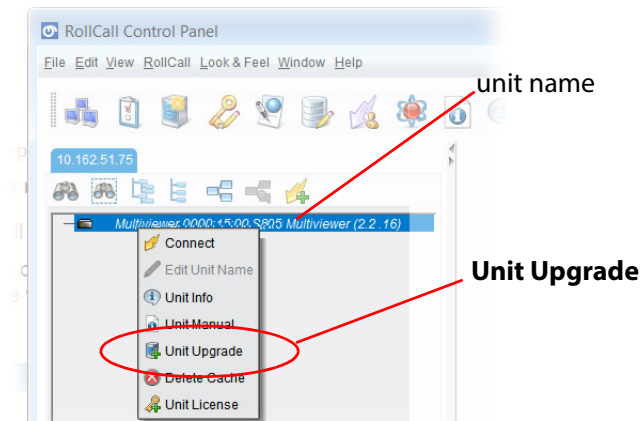 RollCall Control Panel
File Edit View RollCall Look & Feel Window Help
unit name
10.162.51.75
Multiviewer 0000:15:00 S805 Multiviewer (2.2.16)
Connect
Edit Unit Name
Unit Upgrade
Unit Info
Unit Manual
Unit Upgrade
Delete Cache
Unit License